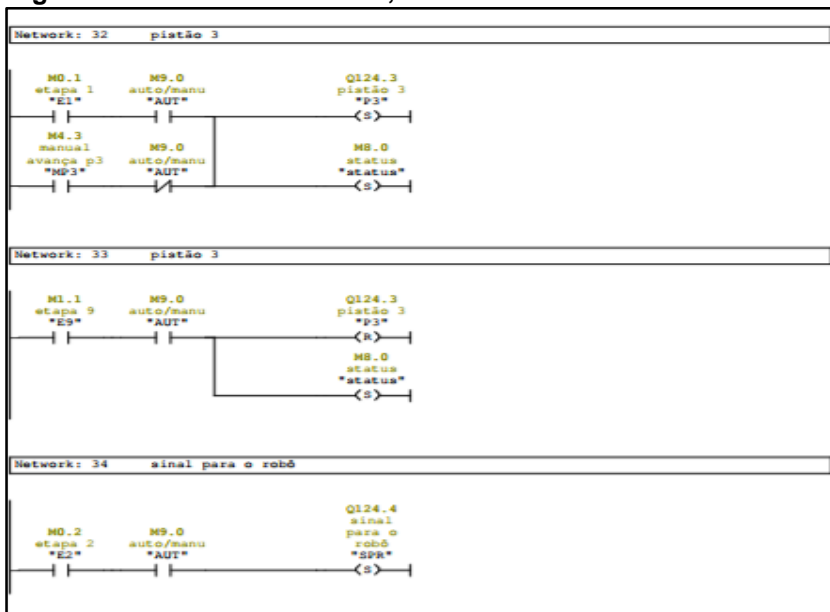 Network: 32 pistão 3
M0.1 M9.0 Q124.3
etapa 1 auto/manu pistão 3
"E1" "AUT" "P3"
(S)
M4.3
manual M9.0 M8.0
avança p3 auto/manu status
"MP3" "AUT" "status"
(S)
Network: 33 pistão 3
M1.1 M9.0 Q124.3
etapa 9 auto/manu pistão 3
"E9" "AUT" "P3"
(R)
M8.0
status
"status"
(S)
Network: 34 sinal para o robô
Q124.4
sinal
M0.2 M9.0 para o
etapa 2 auto/manu robô
"E2" "AUT" "SPR"
(S)